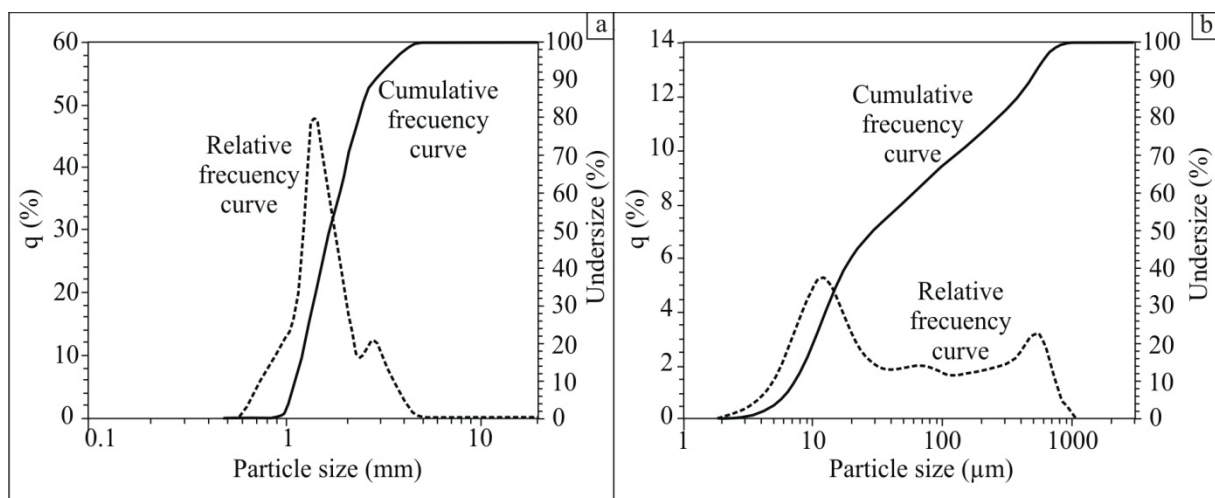 a
60
50
40
30
20
10
0
q (%)
100
90
80
70
60
50
40
30
20
10
0
Undersize (%)
Cumulative
frecuency
curve
Relative
frecuency
curve
0.1
1
10
Particle size (mm)
b
14
12
10
8
6
4
2
0
q (%)
100
90
80
70
60
50
40
30
20
10
0
Undersize (%)
Cumulative
frecuency
curve
Relative
frecuency
curve
1
10
100
1000
Particle size (µm)